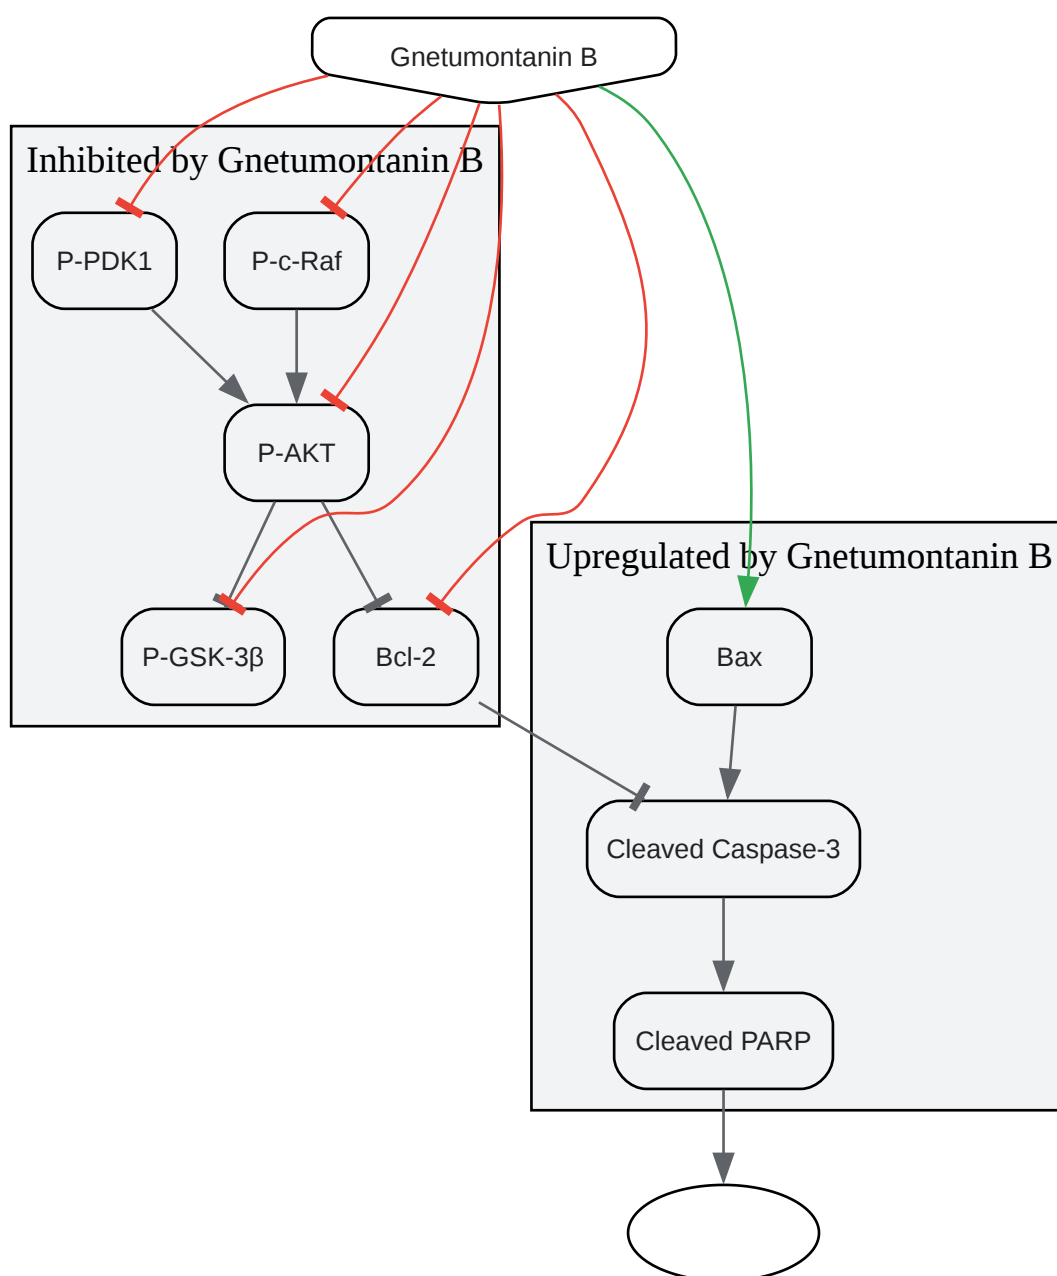 Gnetumontanin B
Inhibited by Gnetumontanin B
P-PDK1
P-c-Raf
P-AKT
P-GSK-3β
Bcl-2
Upregulated by Gnetumontanin B
Bax
Cleaved Caspase-3
Cleaved PARP